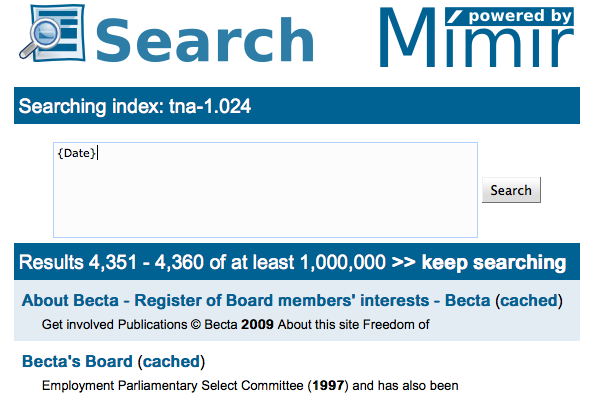 Search
powered by
Mímir
Searching index: tna-1.024
{Date}
Search
Results 4,351 - 4,360 of at least 1,000,000 >> keep searching
About Becta - Register of Board members' interests - Becta (cached)
Get involved Publications © Becta 2009 About this site Freedom of
Becta's Board (cached)
Employment Parliamentary Select Committee (1997) and has also been